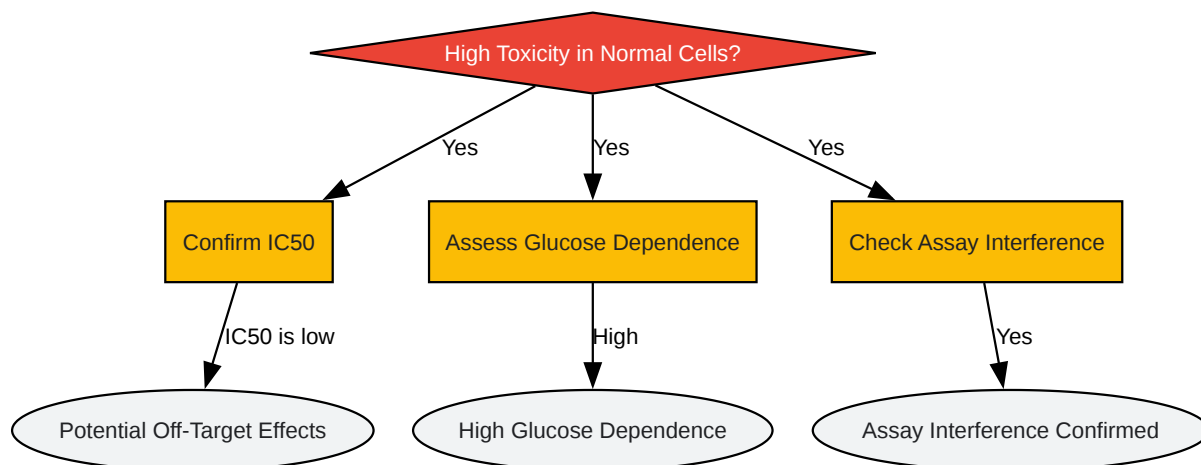 High Toxicity in Normal Cells?
Yes
Yes
Yes
Confirm IC50
Assess Glucose Dependence
Check Assay Interference
IC50 is low
High
Yes
Potential Off-Target Effects
High Glucose Dependence
Assay Interference Confirmed